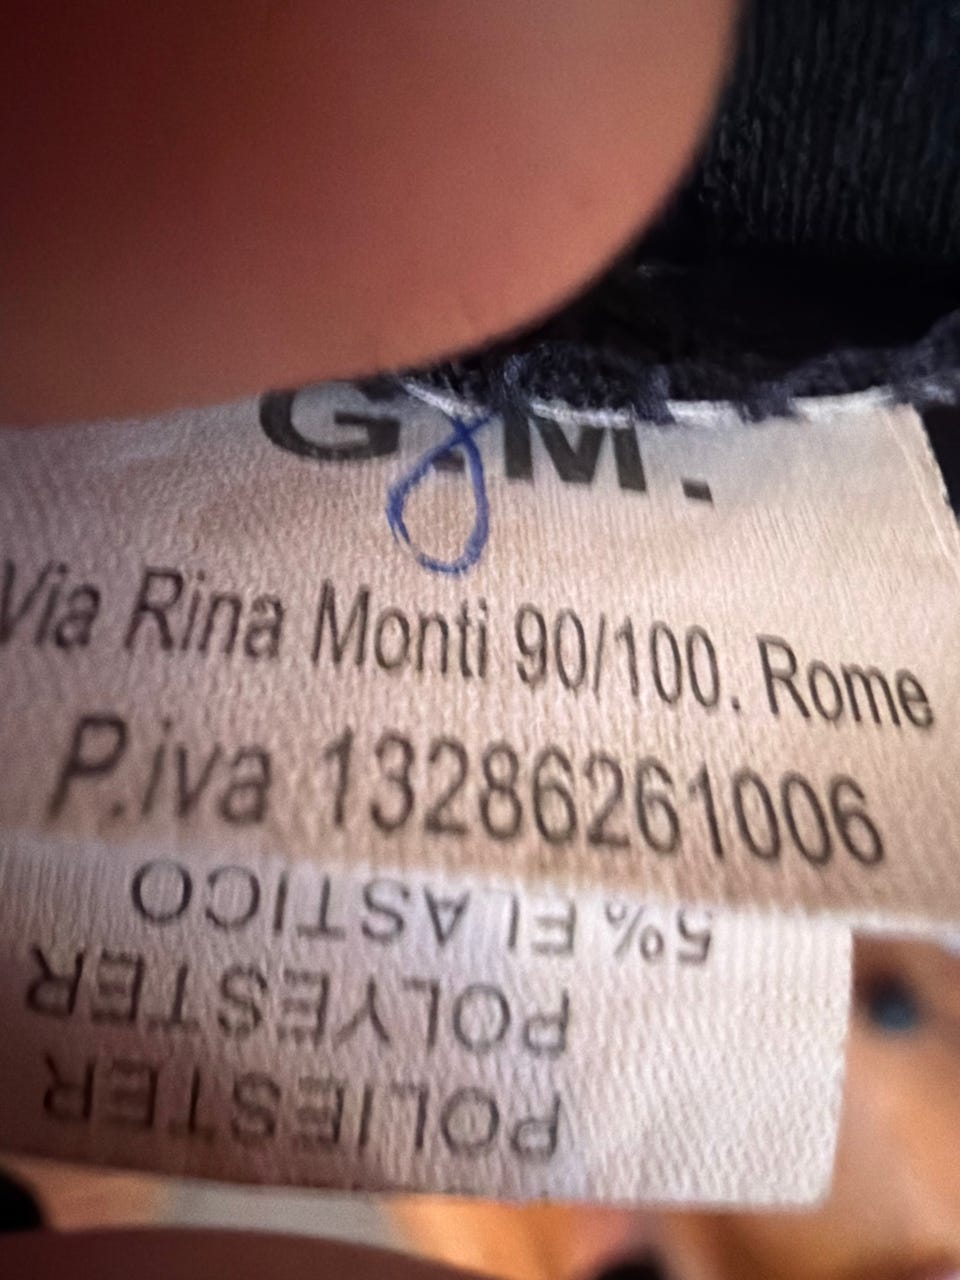 G.M.
Via Rina Monti 90/100. Rome
P.iva 13286261006
POLIESTER
POLYESTER
5% ELASTICO